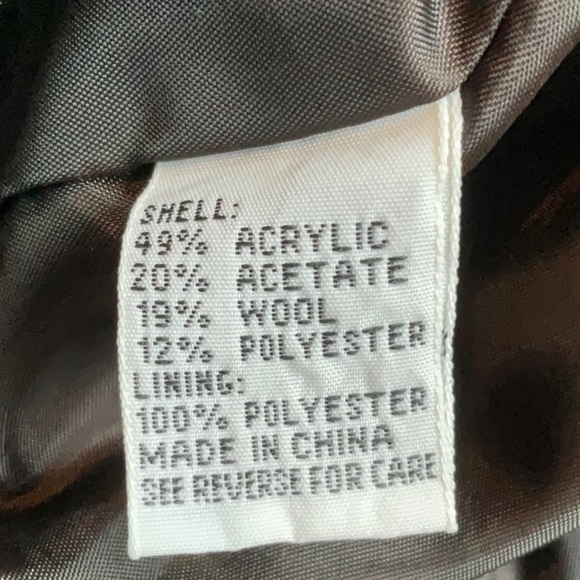 SHELL:
49% ACRYLIC
20% ACETATE
19% WOOL
12% POLYESTER
LINING:
100% POLYESTER
MADE IN CHINA
SEE REVERSE FOR CARE